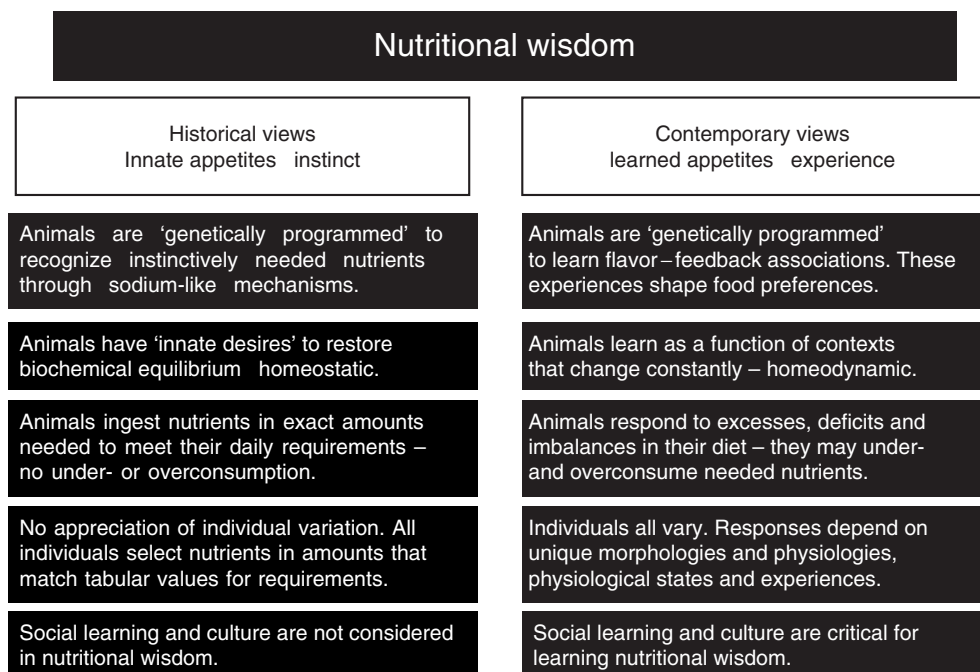 Nutritional wisdom
Historical views
Innate appetites instinct
Animals are ‘genetically programmed’ to
recognize instinctively needed nutrients
through sodium-like mechanisms.
Animals have ‘innate desires’ to restore
biochemical equilibrium homeostatic.
Animals ingest nutrients in exact amounts
needed to meet their daily requirements –
no under- or overconsumption.
No appreciation of individual variation. All
individuals select nutrients in amounts that
match tabular values for requirements.
Social learning and culture are not considered
in nutritional wisdom.
Contemporary views
learned appetites experience
Animals are ‘genetically programmed’
to learn flavor–feedback associations. These
experiences shape food preferences.
Animals learn as a function of contexts
that change constantly – homeodynamic.
Animals respond to excesses, deficits and
imbalances in their diet – they may under-
and overconsume needed nutrients.
Individuals all vary. Responses depend on
unique morphologies and physiologies,
physiological states and experiences.
Social learning and culture are critical for
learning nutritional wisdom.